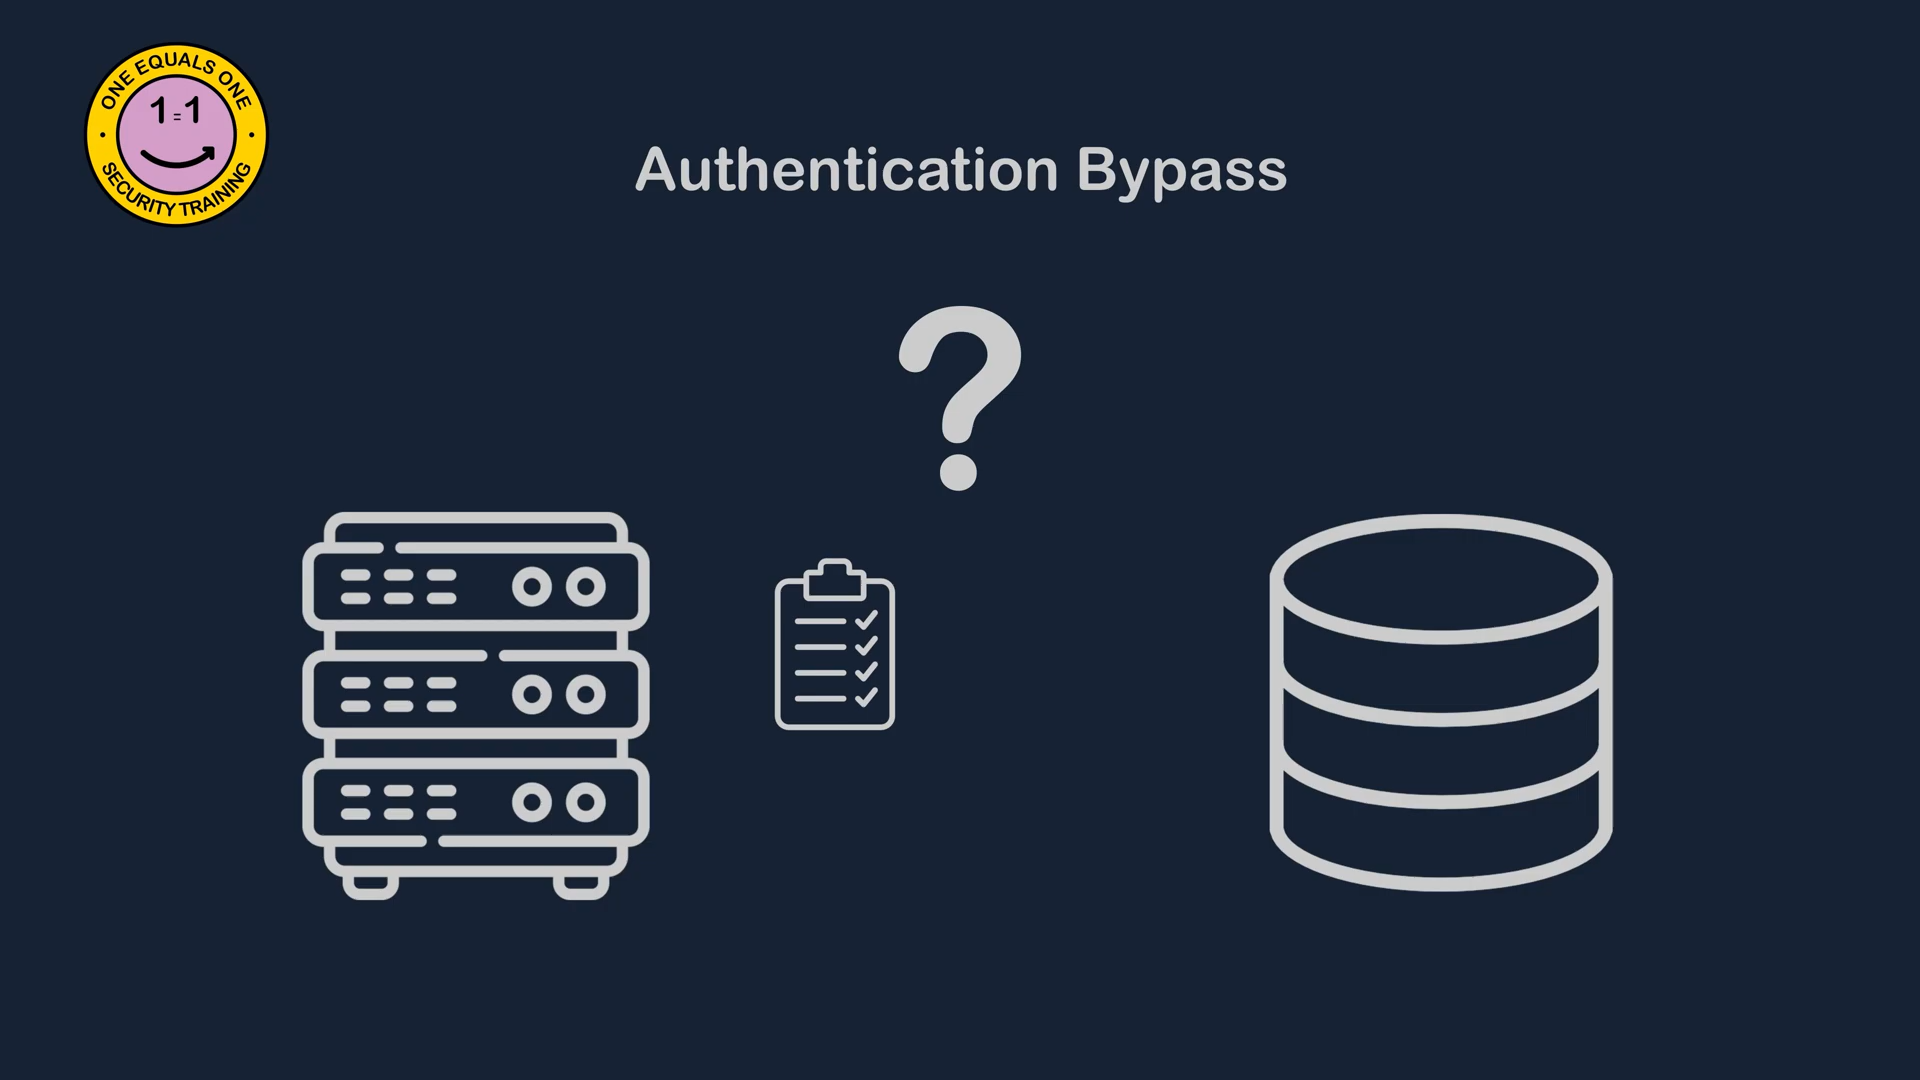 ONE EQUALS ONE
1=1
SECURITY TRAINING
Authentication Bypass
?